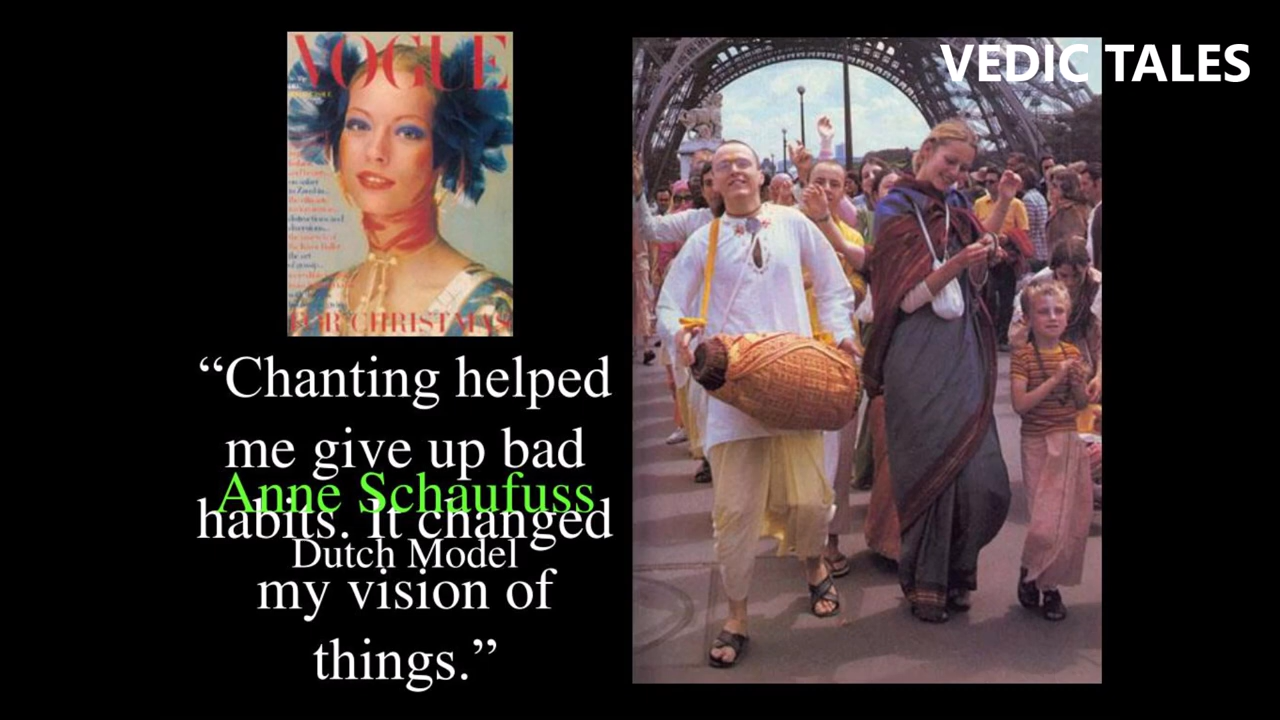 VOGUE
VEDIC TALES
FOR CHRISTMAS
“Chanting helped
me give up bad
Anne Schaufuss
habits. It changed
Dutch Model
my vision of
things.”